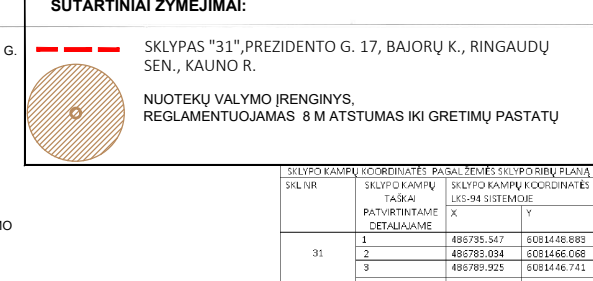 SUTARTINIAI ŽYMĖJIMAI:
G.
SKLYPAS "31",PREZIDENTO G. 17, BAJORŲ K., RINGAUDŲ
SEN., KAUNO R.
NUOTEKŲ VALYMO ĮRENGINYS,
REGLAMENTUOJAMAS 8 M ATSTUMAS IKI GRETIMŲ PASTATŲ
SKLYPO KAMPŲ KOORDINATĖS PAGAL ŽEMĖS SKLYPO RIBŲ PLANĄ
SKL NR SKLYPO KAMPŲ SKLYPO KAMPŲ KOORDINATĖS
TAŠKAI LKS-94 SISTEMOJE
PATVIRTINTAME X Y
DETALIAJAME
MO
1 486735.547 6081448.883
31 2 486783.034 6081466.068
3 486789.925 6081446.741